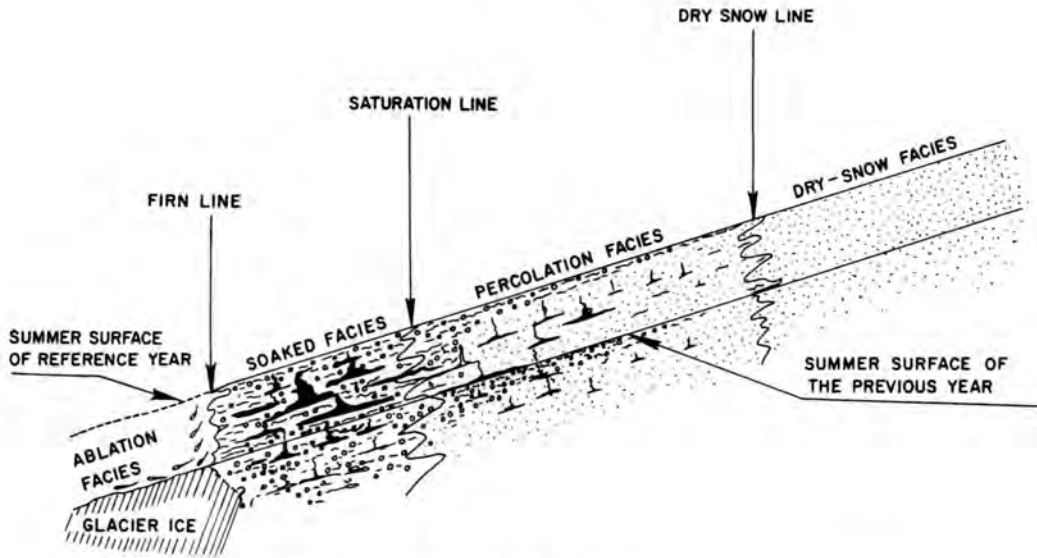 DRY SNOW LINE
SATURATION LINE
FIRN LINE
DRY-SNOW FACIES
PERCOLATION FACIES
SOAKED FACIES
SUMMER SURFACE
OF REFERENCE YEAR
SUMMER SURFACE OF
THE PREVIOUS YEAR
ABLATION
FACIES
GLACIER ICE